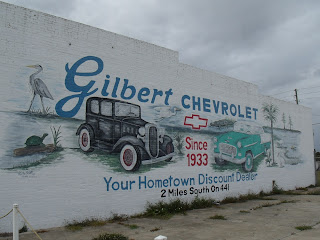 Gilbert CHEVROLET
Since
1933
Your Hometown Discount Dealer
2 Miles South On 441